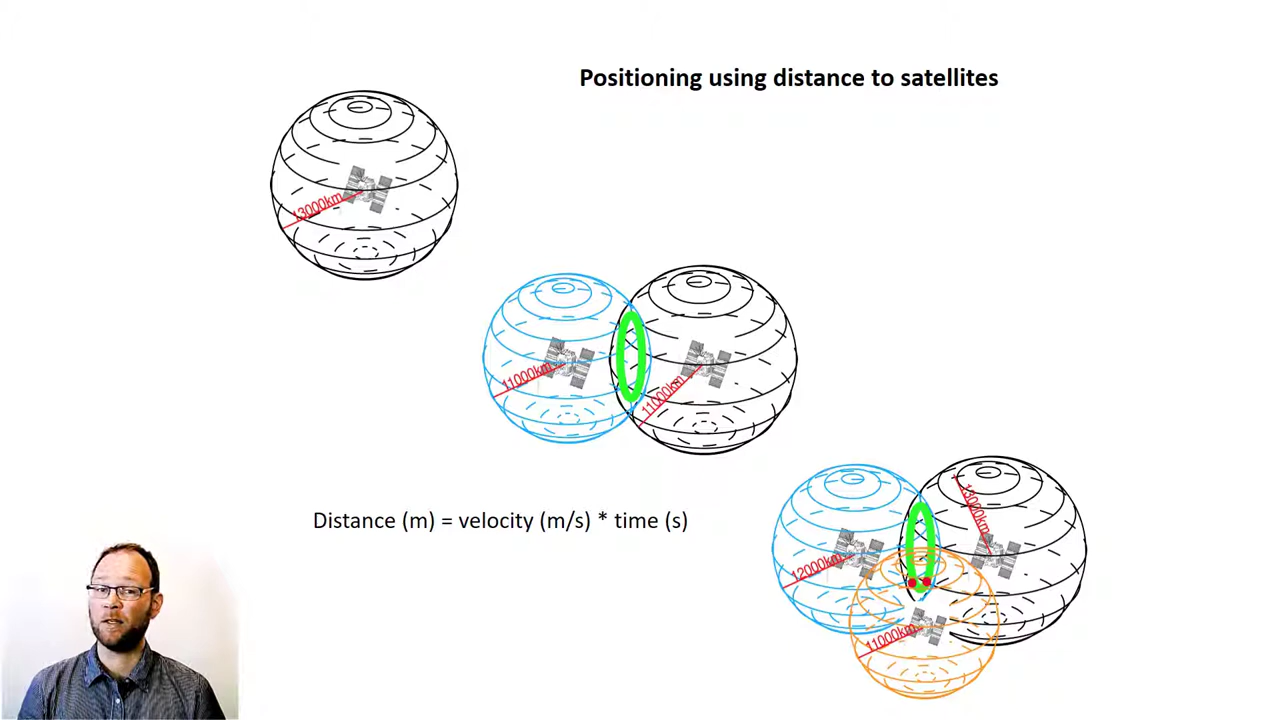 Positioning using distance to satellites
13000km
11000km
11000km
Distance (m) = velocity (m/s) * time (s)
13000km
12000km
11000km